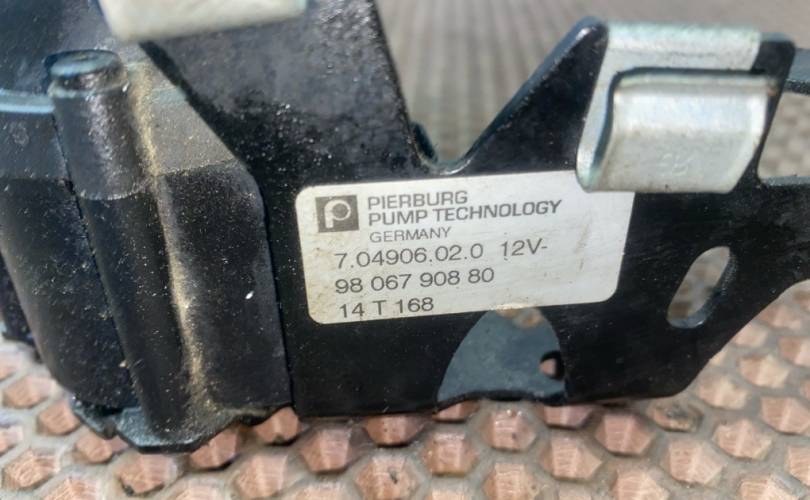 PIERBURG
PUMP TECHNOLOGY
GERMANY
7.04906.02.0 12V-
98 067 908 80
14 T 168